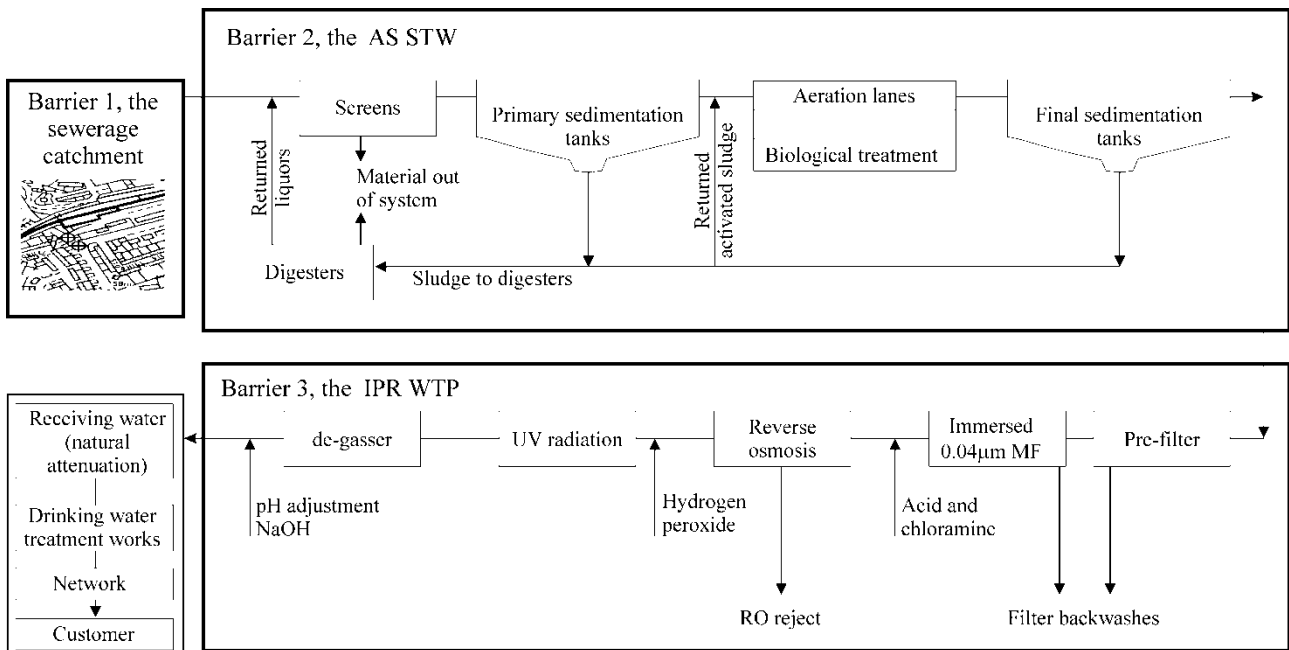 Barrier 2, the AS STW
Barrier 1, the
sewerage
catchment
Returned
liquors
Screens
Material out
of system
Digesters
Primary sedimentation
tanks
Sludge to digesters
Returned
activated sludge
Aeration lanes
Biological treatment
Final sedimentation
tanks
Barrier 3, the IPR WTP
Receiving water
(natural
attenuation)
Drinking water
treatment works
Network
Customer
de-gasser
pH adjustment
NaOH
UV radiation
Hydrogen
peroxide
Reverse
osmosis
RO reject
Acid and
chloramine
Immersed
0.04μm MF
Pre-filter
Filter backwashes